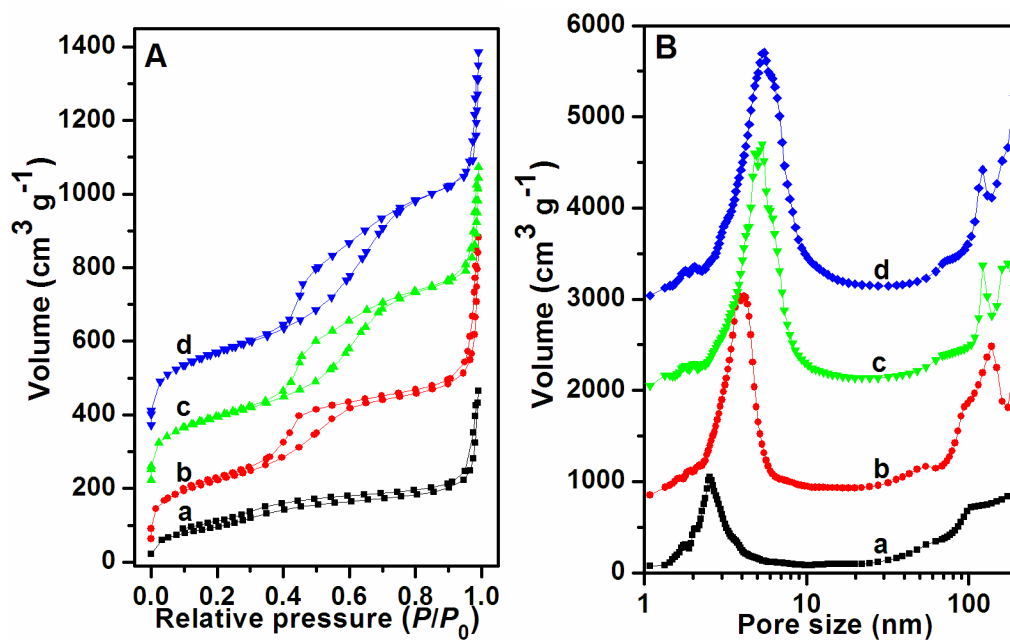 A
Volume (cm³ g⁻¹)
1400
1200
1000
800
600
400
200
0
d
c
b
a
0.0 0.2 0.4 0.6 0.8 1.0
Relative pressure (P/P₀)
B
Volume (cm³ g⁻¹)
6000
5000
4000
3000
2000
1000
0
d
c
b
a
1 10 100
Pore size (nm)